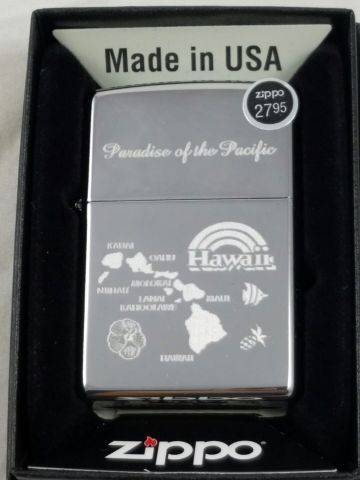 Made in USA
zippo
2795
Paradise of the Pacific
Hawaii
KAUAI
OAHU
NIIHAU
MOLOKAI
LANAI
MAUI
KAHOOLAWE
HAWAII
zippo